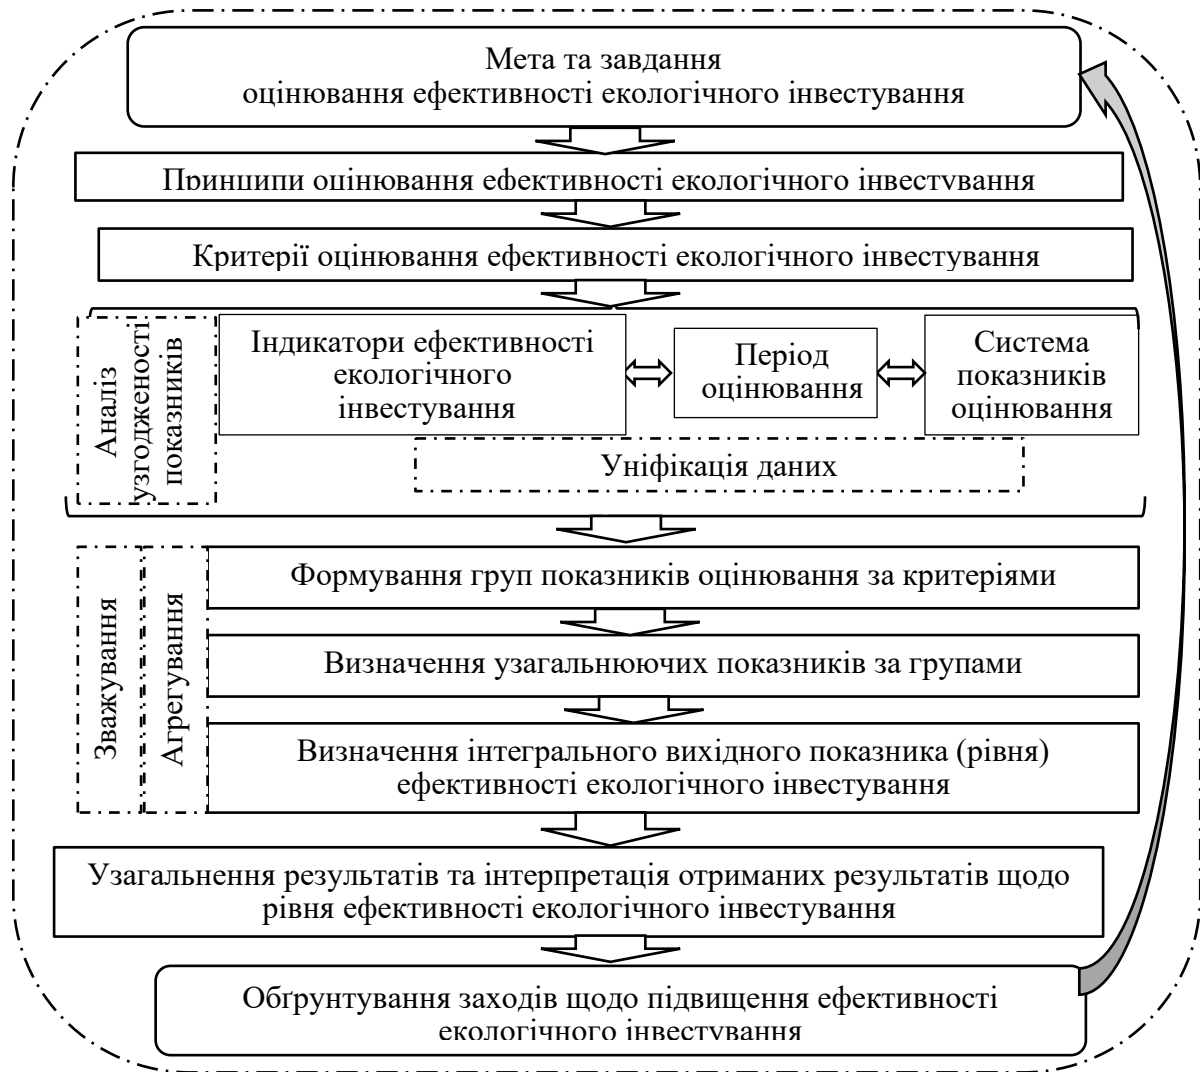 Мета та завдання
оцінювання ефективності екологічного інвестування
Принципи оцінювання ефективності екологічного інвестування
Критерії оцінювання ефективності екологічного інвестування
Аналіз
узгодженості
показників
Індикатори ефективності
екологічного
інвестування
Період
оцінювання
Система
показників
оцінювання
Уніфікація даних
Зважування
Агрегування
Формування груп показників оцінювання за критеріями
Визначення узагальнюючих показників за групами
Визначення інтегрального вихідного показника (рівня)
ефективності екологічного інвестування
Узагальнення результатів та інтерпретація отриманих результатів щодо
рівня ефективності екологічного інвестування
Обґрунтування заходів щодо підвищення ефективності
екологічного інвестування